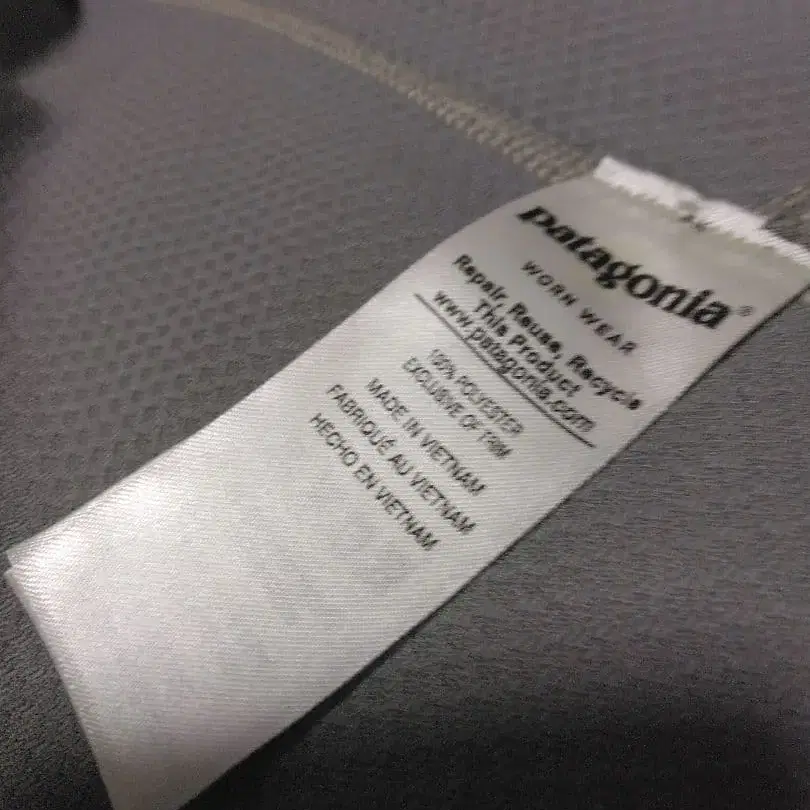 patagonia®
WORN WEAR
Repair, Reuse, Recycle
This Product
www.patagonia.com
100% POLYESTER
EXCLUSIVE OF TRIM
MADE IN VIETNAM
FABRIQUÉ AU VIETNAM
HECHO EN VIETNAM